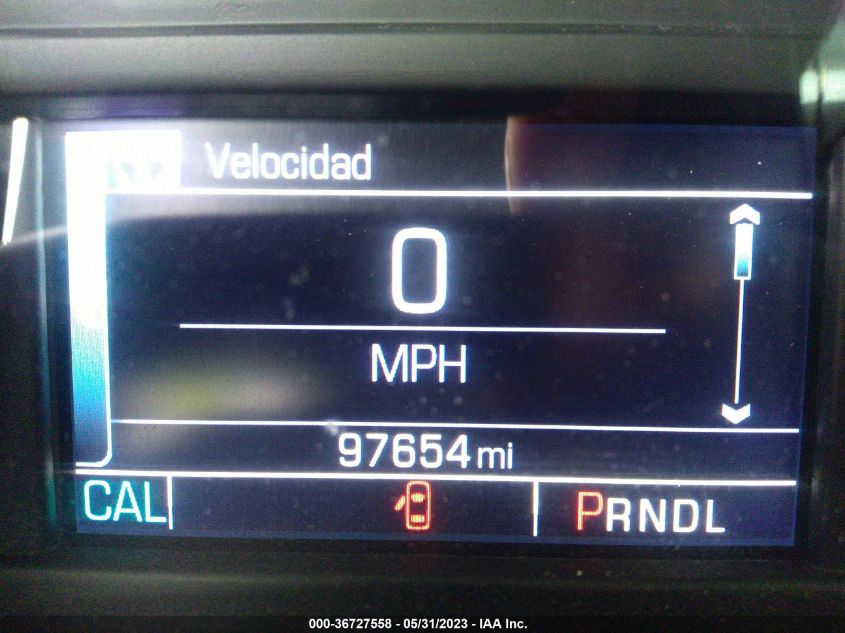 Velocidad
0
MPH
97654 mi
CAL PRNDL
000-36727558 - 05/31/2023 - IAA Inc.